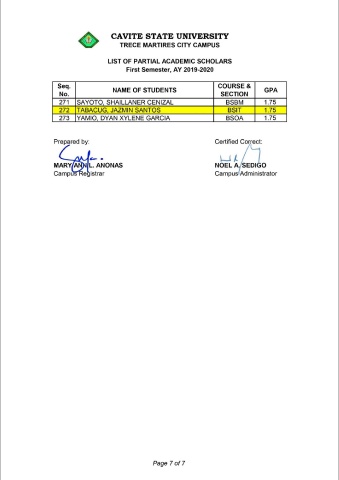 CAVITE STATE UNIVERSITY
TRECE MARTIRES CITY CAMPUS
LIST OF PARTIAL ACADEMIC SCHOLARS
First Semester, AY 2019-2020
Seq. No. NAME OF STUDENTS COURSE & SECTION GPA
271 SAYOTO, SHAILLANER CENIZAL BSBM 1.75
272 TABACUG, JAZMIN SANTOS BSIT 1.75
273 YAMIO, DYAN XYLENE GARCIA BSOA 1.75
Prepared by: Certified Correct:
MARY ANN L. ANONAS NOEL A. SEDIGO
Campus Registrar Campus Administrator
Page 7 of 7